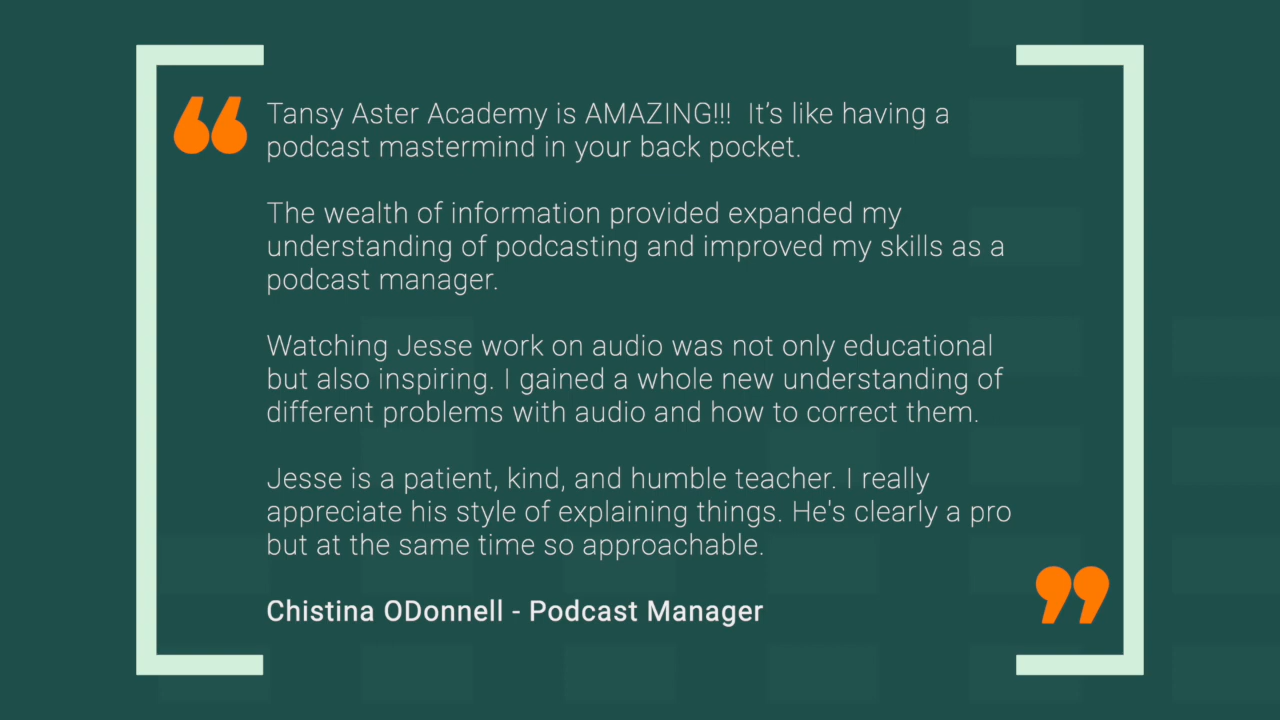 Tansy Aster Academy is AMAZING!!!  It’s like having a
podcast mastermind in your back pocket.
The wealth of information provided expanded my
understanding of podcasting and improved my skills as a
podcast manager.
Watching Jesse work on audio was not only educational
but also inspiring. I gained a whole new understanding of
different problems with audio and how to correct them.
Jesse is a patient, kind, and humble teacher. I really
appreciate his style of explaining things. He's clearly a pro
but at the same time so approachable.
Chistina ODonnell - Podcast Manager